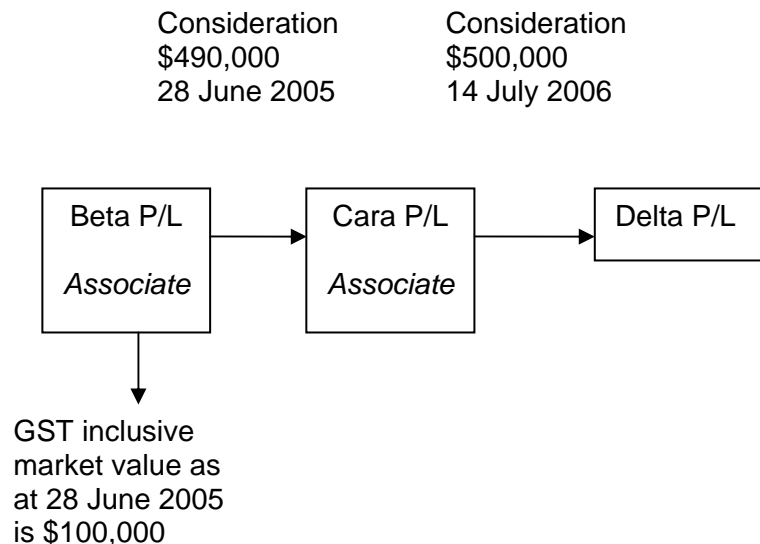 Consideration
$490,000
28 June 2005
Consideration
$500,000
14 July 2006
Beta P/L
Associate
Cara P/L
Associate
Delta P/L
GST inclusive
market value as
at 28 June 2005
is $100,000